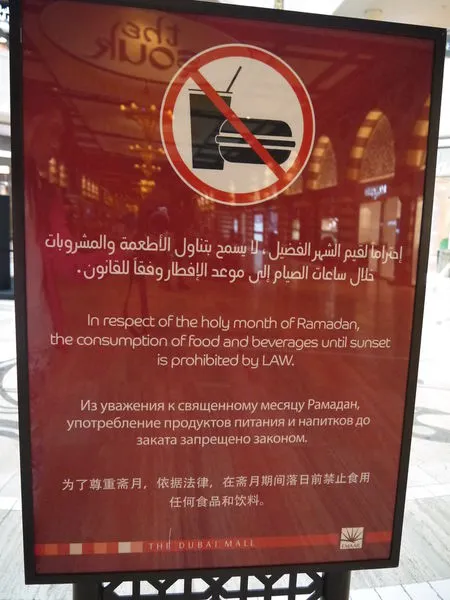 the
souk
إحتراماً لقيم الشهر الفضيل، لا يسمح بتناول الأطعمة والمشروبات
خلال ساعات الصيام إلى موعد الإفطار وفقاً للقانون.
In respect of the holy month of Ramadan,
the consumption of food and beverages until sunset
is prohibited by LAW.
Из уважения к священному месяцу Рамадан,
употребление продуктов питания и напитков до
заката запрещено законом.
为了尊重斋月，依据法律，在斋月期间落日前禁止食用
任何食品和饮料。
THE DUBAI MALL
EMAAR